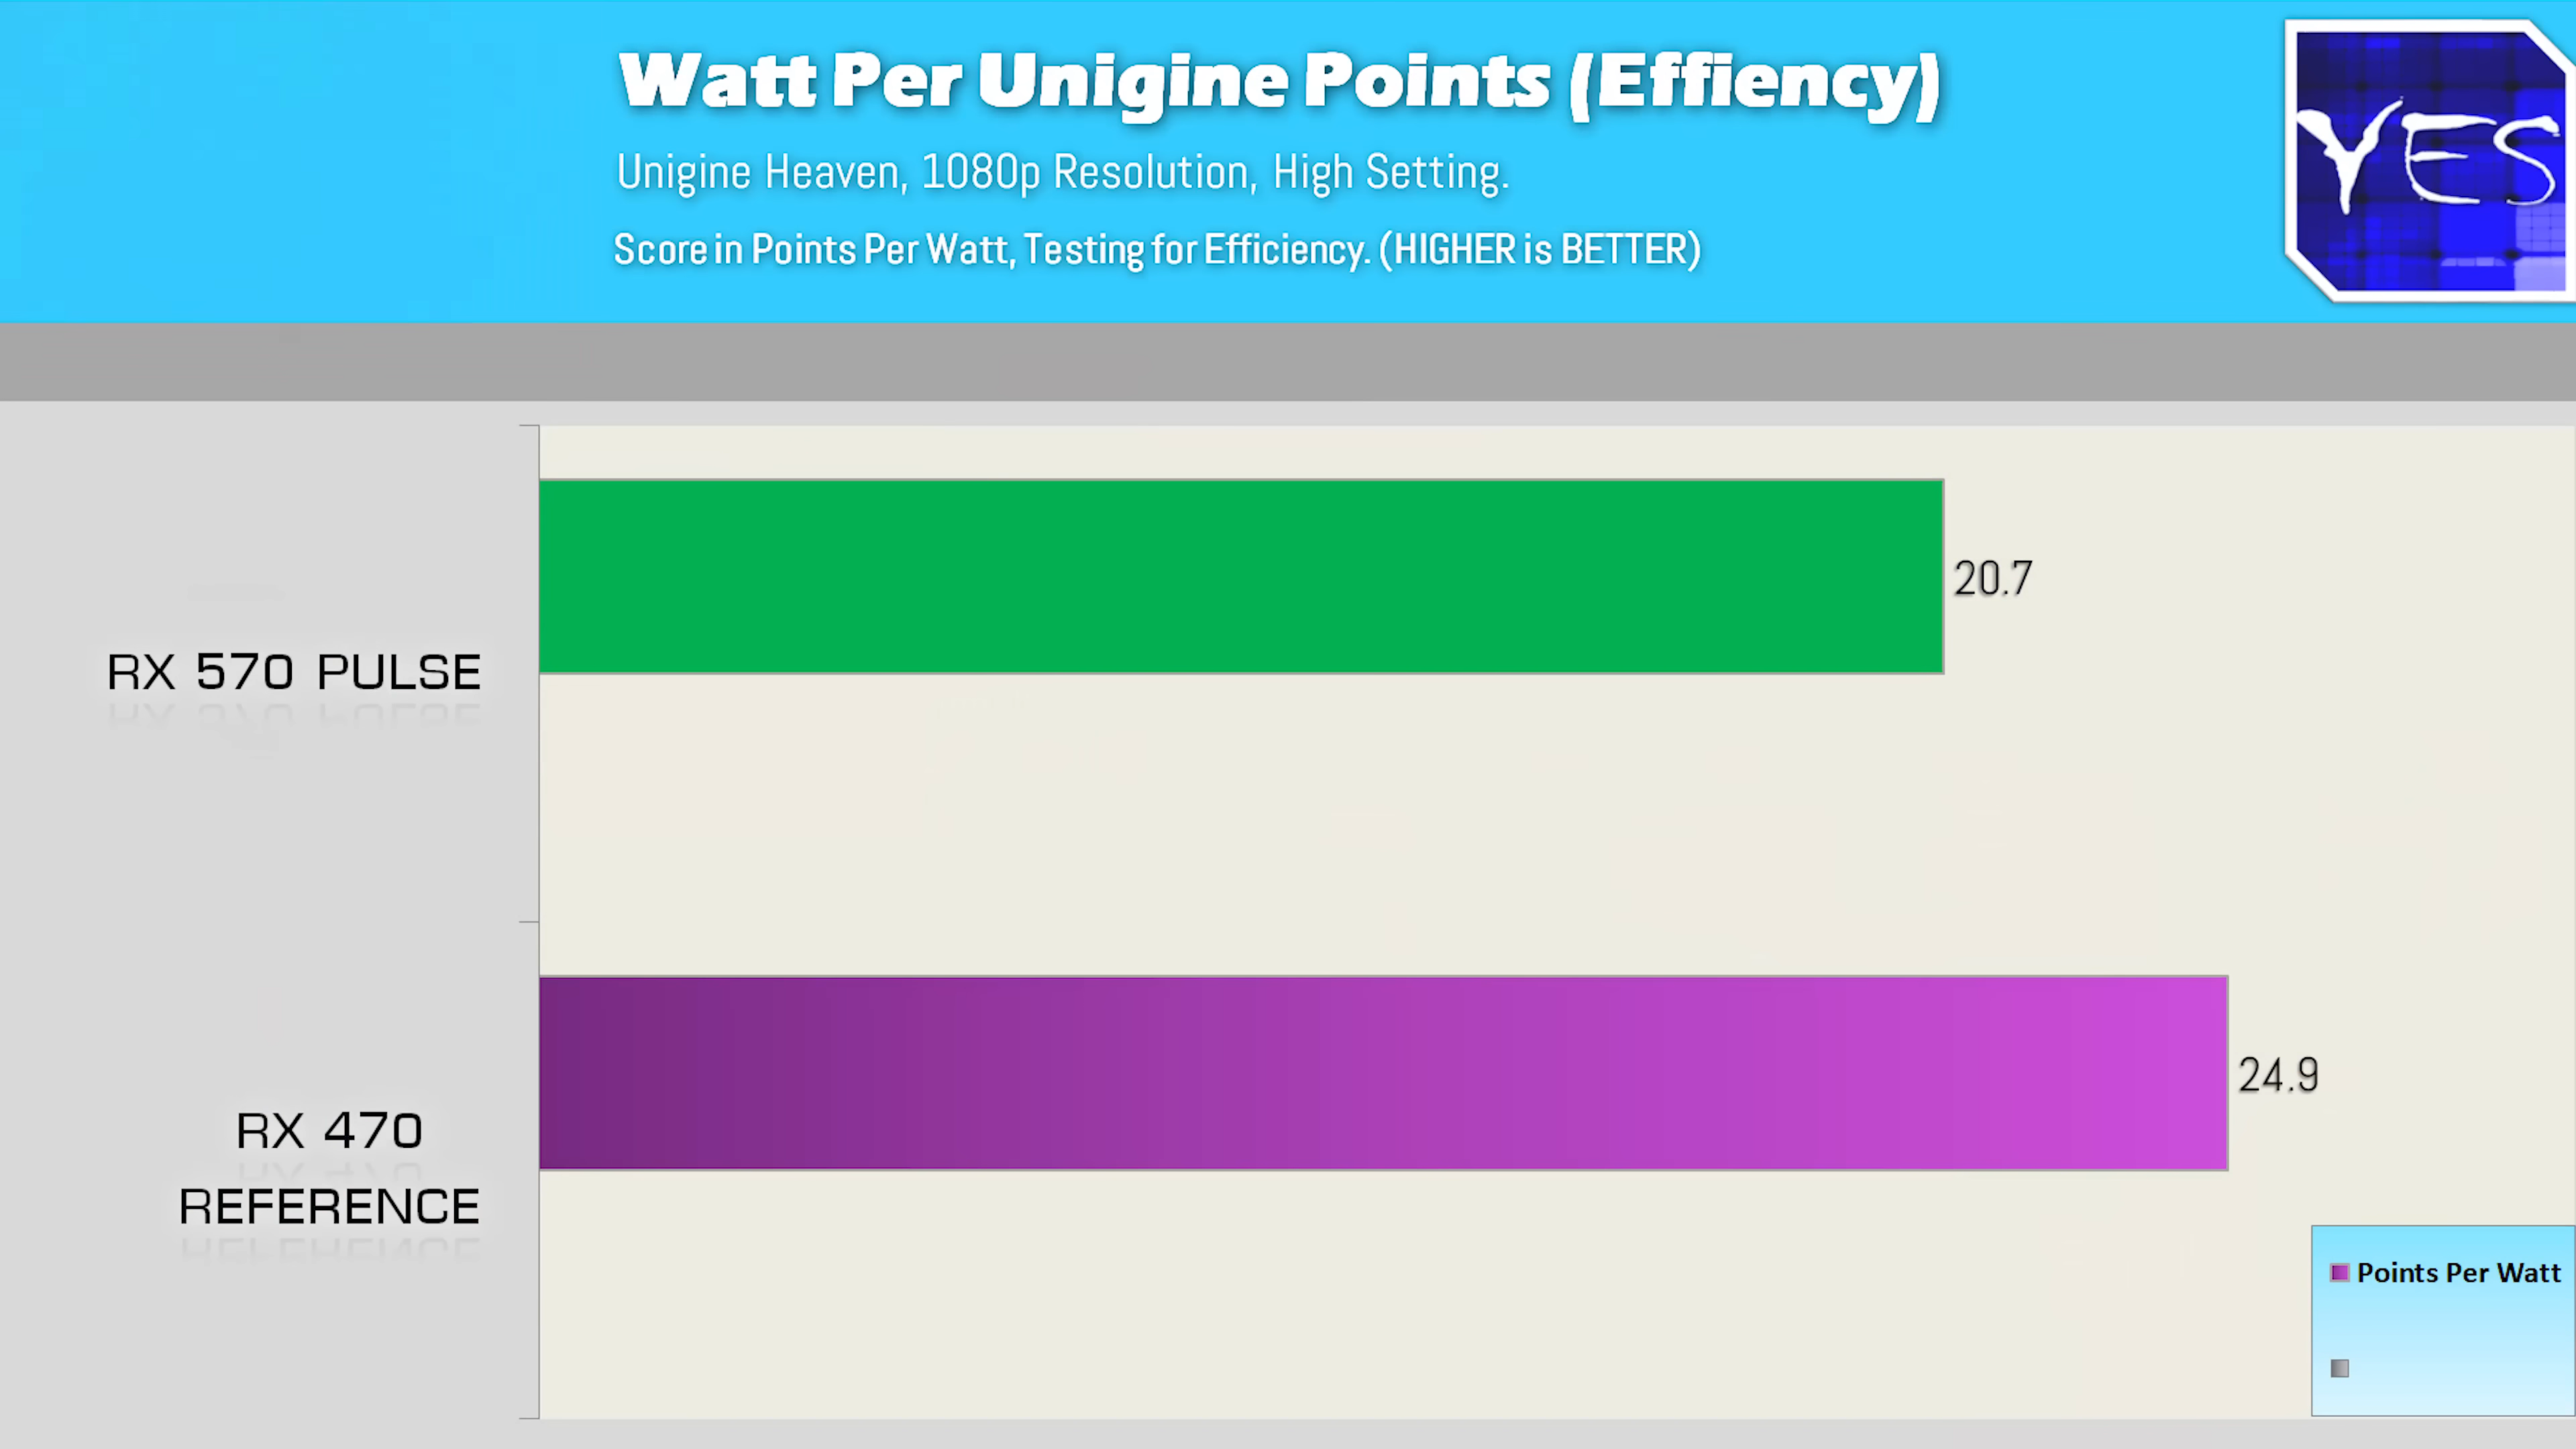 Watt Per Unigine Points (Effiency)
YES
Unigine Heaven, 1080p Resolution, High Setting.
Score in Points Per Watt, Testing for Efficiency. (HIGHER is BETTER)
20.7
RX 570 PULSE
24.9
RX 470
REFERENCE
Points Per Watt